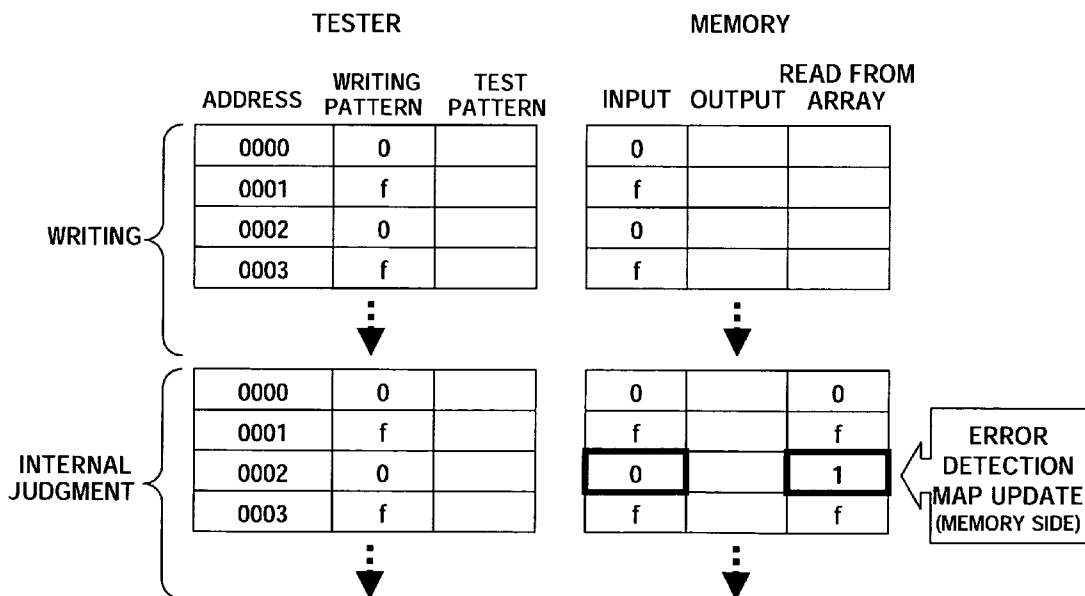 TESTER MEMORY
ADDRESS WRITING PATTERN TEST PATTERN INPUT OUTPUT READ FROM ARRAY
WRITING
0000 0 0
0001 f f
0002 0 0
0003 f f
INTERNAL JUDGMENT
0000 0 0 0
0001 f f f
0002 0 0 1
0003 f f f
ERROR
DETECTION
MAP UPDATE
(MEMORY SIDE)